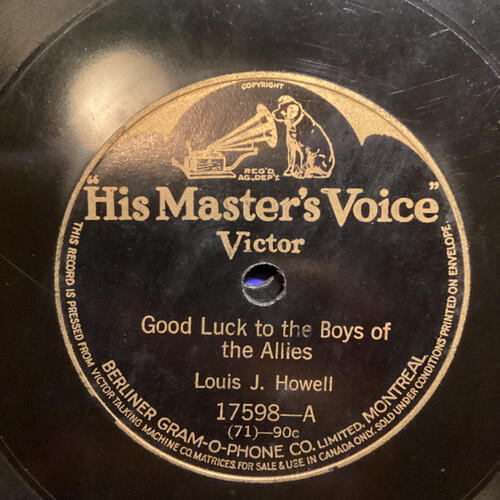 COPYRIGHT
REG'D.
AG. DEP'T.
"His Master's Voice"
Victor
Good Luck to the Boys of
the Allies
Louis J. Howell
17598—A
(71)—90c
THIS RECORD IS PRESSED FROM VICTOR TALKING MACHINE CO. MATRICES. FOR SALE & USE IN CANADA ONLY. SOLD UNDER CONDITIONS PRINTED ON ENVELOPE.
BERLINER GRAM-O-PHONE CO. LIMITED, MONTREAL